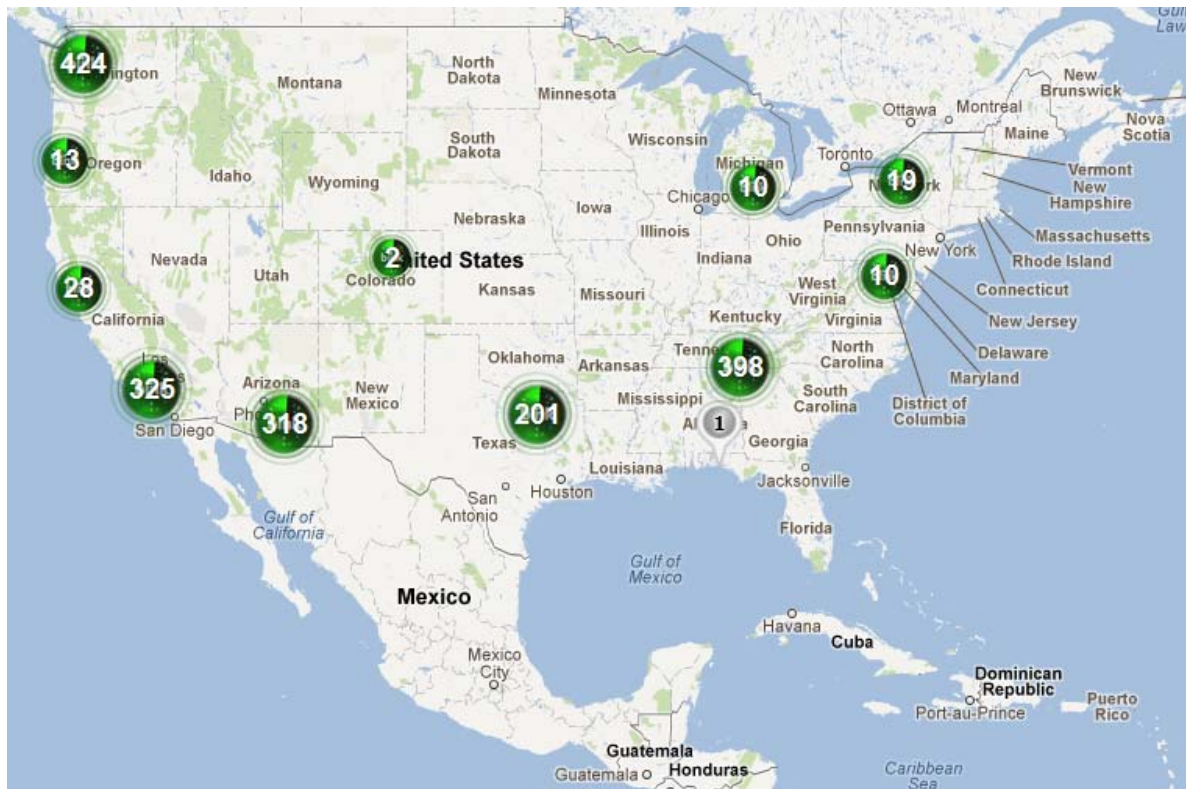 Gulf
Law
424
ington
Montana
North
Dakota
Minnesota
Ottawa
Montreal
New
Brunswick
Nova
Scotia
Maine
13
Oregon
Idaho
South
Dakota
Wisconsin
Michigan
10
Toronto
19
Vermont
New
Hampshire
Wyoming
Chicago
Iowa
Nebraska
Illinois
Indiana
Ohio
Pennsylvania
New York
Massachusetts
Rhode Island
Connecticut
New Jersey
Delaware
Maryland
District of
Columbia
Nevada
Utah
2
Colorado
nited States
Kansas
Missouri
West
Virginia
10
Virginia
Kentucky
28
California
Los
325
San Diego
Arizona
318
New
Mexico
Oklahoma
Arkansas
Tenne
398
North
Carolina
South
Carolina
Mississippi
1
Georgia
201
Texas
Louisiana
Jacksonville
San
Antonio
Houston
Florida
Gulf of
California
Gulf of
Mexico
Mexico
Havana
Cuba
Mexico
City
Dominican
Republic
Port-au-Prince
Puerto
Rico
Guatemala
Guatemala
Honduras
Caribbean
Sea